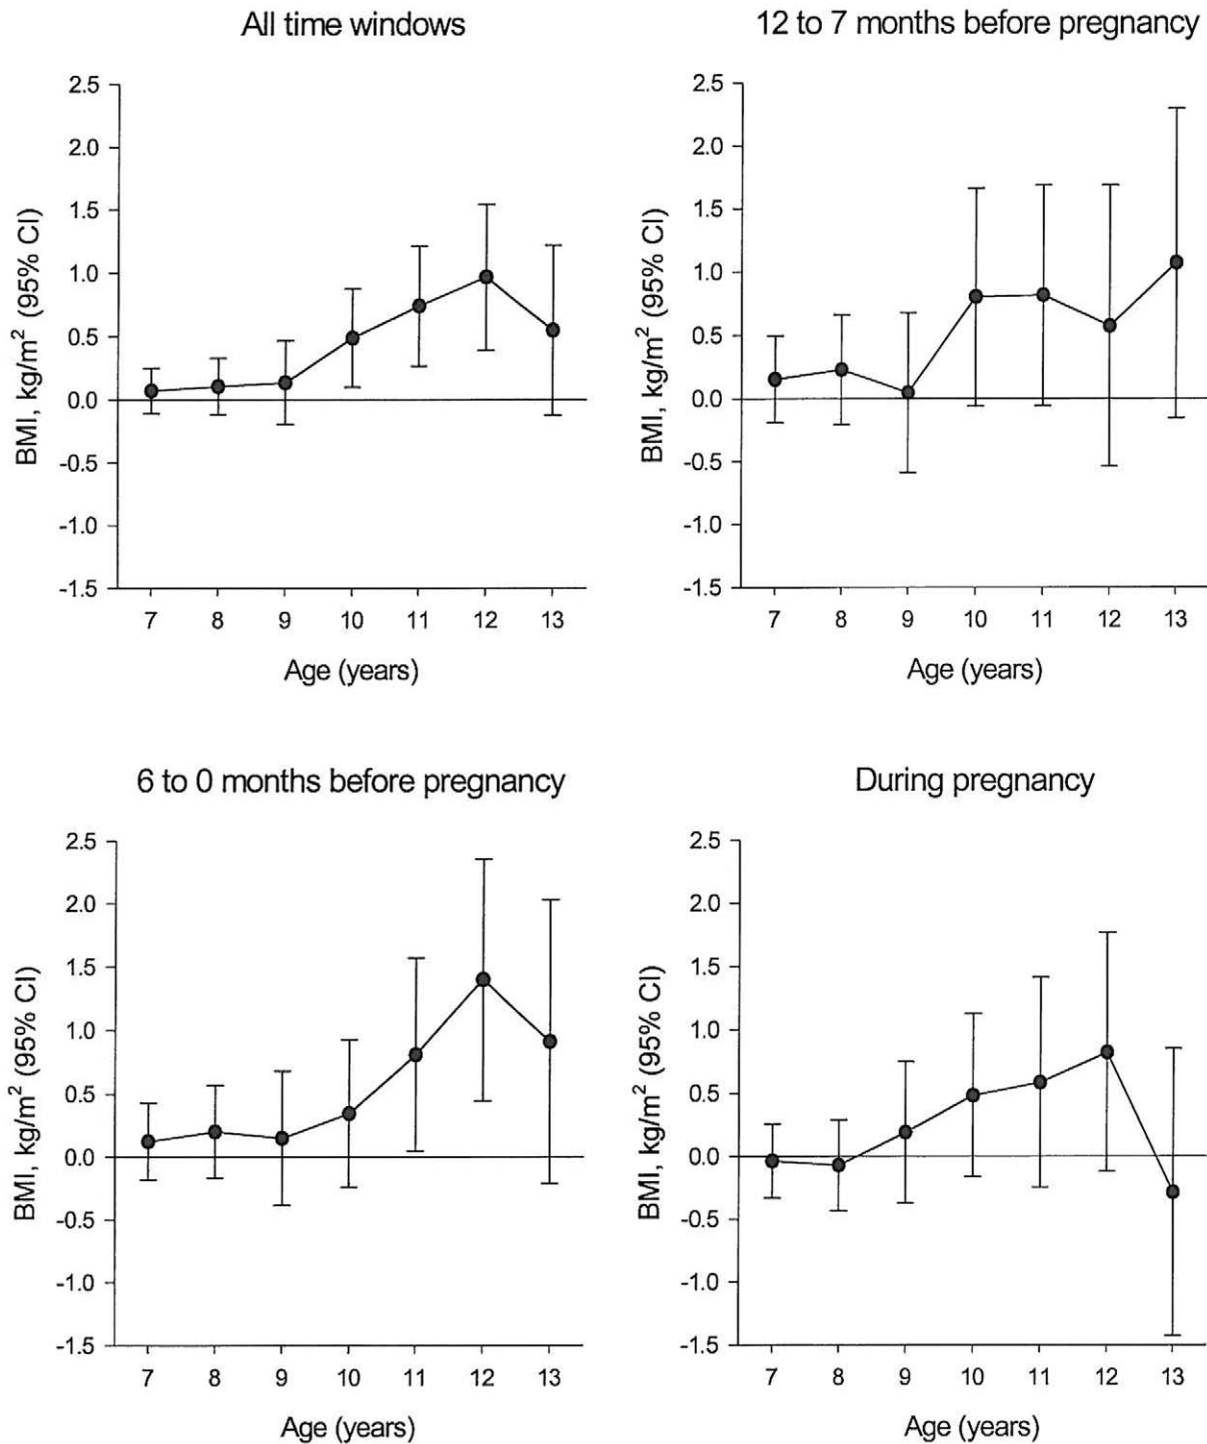 All time windows
2.5
2.0
1.5
1.0
0.5
0.0
-0.5
-1.0
-1.5
BMI, kg/m² (95% CI)
7 8 9 10 11 12 13
Age (years)
12 to 7 months before pregnancy
2.5
2.0
1.5
1.0
0.5
0.0
-0.5
-1.0
-1.5
BMI, kg/m² (95% CI)
7 8 9 10 11 12 13
Age (years)
6 to 0 months before pregnancy
2.5
2.0
1.5
1.0
0.5
0.0
-0.5
-1.0
-1.5
BMI, kg/m² (95% CI)
7 8 9 10 11 12 13
Age (years)
During pregnancy
2.5
2.0
1.5
1.0
0.5
0.0
-0.5
-1.0
-1.5
BMI, kg/m² (95% CI)
7 8 9 10 11 12 13
Age (years)